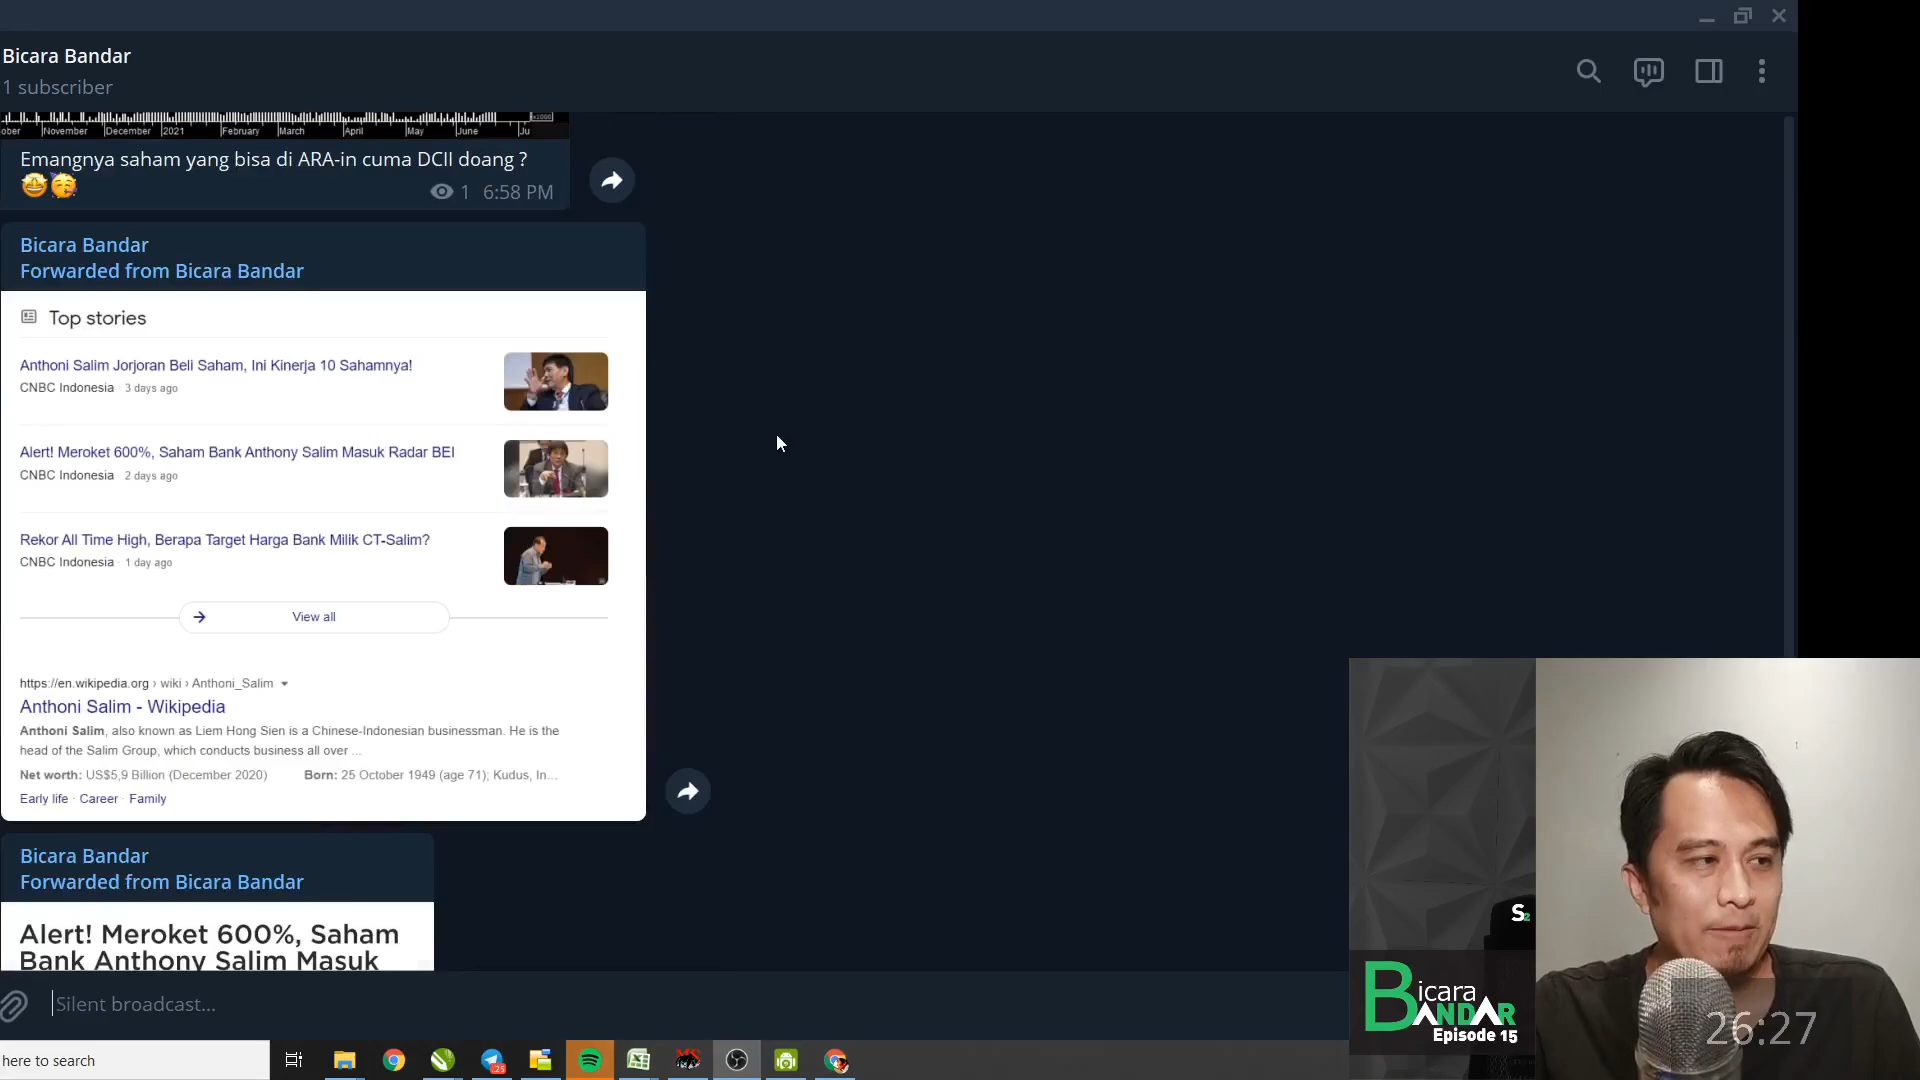 Bicara Bandar
1 subscriber
ober November December 2021 February March April May June Ju
x1000
Emangnya saham yang bisa di ARA-in cuma DCII doang ?
🤩🥳 1 6:58 PM
Bicara Bandar
Forwarded from Bicara Bandar
Top stories
Anthoni Salim Jorjoran Beli Saham, Ini Kinerja 10 Sahamnya!
CNBC Indonesia · 3 days ago
Alert! Meroket 600%, Saham Bank Anthony Salim Masuk Radar BEI
CNBC Indonesia · 2 days ago
Rekor All Time High, Berapa Target Harga Bank Milik CT-Salim?
CNBC Indonesia · 1 day ago
View all
https://en.wikipedia.org › wiki › Anthoni_Salim
Anthoni Salim - Wikipedia
Anthoni Salim, also known as Liem Hong Sien is a Chinese-Indonesian businessman. He is the
head of the Salim Group, which conducts business all over ...
Net worth: US$5,9 Billion (December 2020) Born: 25 October 1949 (age 71); Kudus, In...
Early life · Career · Family
Bicara Bandar
Forwarded from Bicara Bandar
Alert! Meroket 600%, Saham
Bank Anthony Salim Masuk
Silent broadcast...
here to search
.25
S2
Bicara
BANDAR
Episode 15
26:27